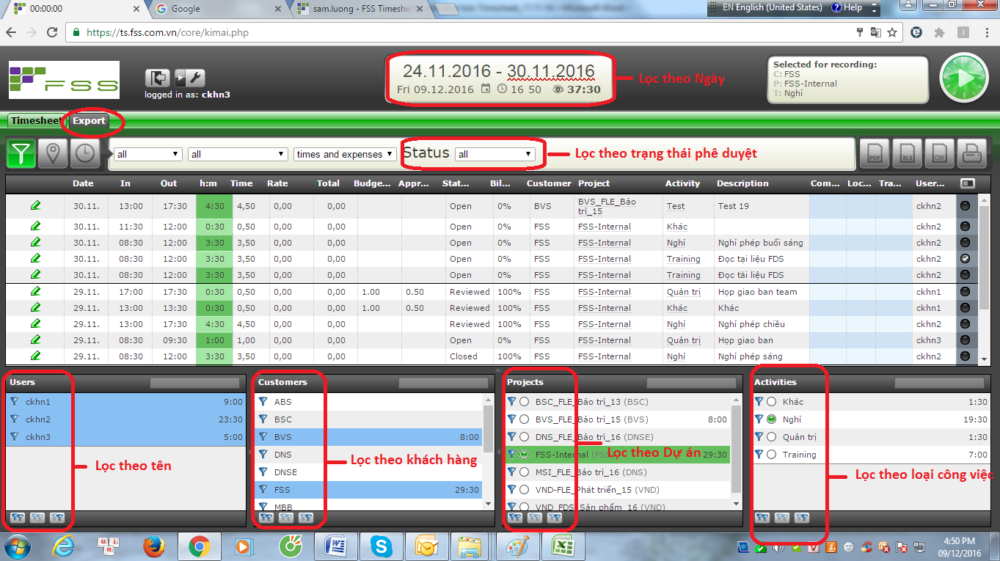 00:00:00
Google
sam.luong - FSS Timeshe
EN English (United States)
Help
https://ts.fss.com.vn/core/kimai.php
FSS
logged in as: ckhn3
24.11.2016 - 30.11.2016
Fri 09.12.2016 16 50 37:30
Lọc theo Ngày
Selected for recording:
C: FSS
P: FSS-Internal
T: Nghỉ
Timesheet Export
all all times and expenses Status all
Lọc theo trạng thái phê duyệt
PDF XLS CSV
Date In Out h:m Time Rate Total Budge... Appr... Stat... Bil... Customer Project Activity Description Com... Loc... Tra... User...
30.11. 13:00 17:30 4:30 4,50 0,00 0,00 Open 0% BVS BVS_FLE_Bảo trì_15 Test Test 19 ckhn2
30.11. 11:30 12:00 0:30 0,50 0,00 0,00 Open 0% FSS FSS-Internal Khác ckhn2
30.11. 08:30 12:00 3:30 3,50 0,00 0,00 Open 0% FSS FSS-Internal Nghỉ Nghỉ phép buổi sáng ckhn2
30.11. 08:30 12:00 3:30 3,50 0,00 0,00 Open 0% FSS FSS-Internal Training Đọc tại liệu FDS ckhn2
30.11. 08:30 12:00 3:30 3,50 0,00 0,00 Open 0% FSS FSS-Internal Training Đọc tài liệu FDS ckhn2
29.11. 17:00 17:30 0:30 0,50 0,00 0,00 1.00 0.50 Reviewed 100% FSS FSS-Internal Quản trị Họp giao ban team ckhn1
29.11. 13:00 13:30 0:30 0,50 0,00 0,00 1.00 0.50 Reviewed 100% FSS FSS-Internal Khác Khác ckhn1
29.11. 13:00 17:30 4:30 4,50 0,00 0,00 Reviewed 100% FSS FSS-Internal Nghỉ Nghỉ phép chiều ckhn2
29.11. 08:30 09:30 1:00 1,00 0,00 0,00 Open 0% FSS FSS-Internal Quản trị Họp giao ban ckhn3
29.11. 08:30 12:00 3:30 3,50 0,00 0,00 Closed 100% FSS FSS-Internal Nghỉ Nghỉ phép sáng ckhn2
Users
ckhn1 9:00
ckhn2 23:30
ckhn3 5:00
Lọc theo tên
Customers
ABS
BSC
BVS 8:00
DNS
DNSE
FSS 29:30
MBB
Lọc theo khách hàng
Projects
BSC_FLE_Bảo trì_13 (BSC)
BVS_FLE_Bảo trì_15 (BVS) 8:00
DNS_FLE_Bảo trì_16 (DNSE)
FSS-Internal (FSS) 29:30
MSI_FLE_Bảo trì_16 (DNS)
VND-FLE_Phát triển_15 (VND)
VND_FDS_Sản phẩm_16 (VND)
Lọc theo Dự án
Activities
Khác 1:30
Nghỉ 19:30
Quản trị 1:30
Training 7:00
Lọc theo loại công việc
4:50 PM
09/12/2016